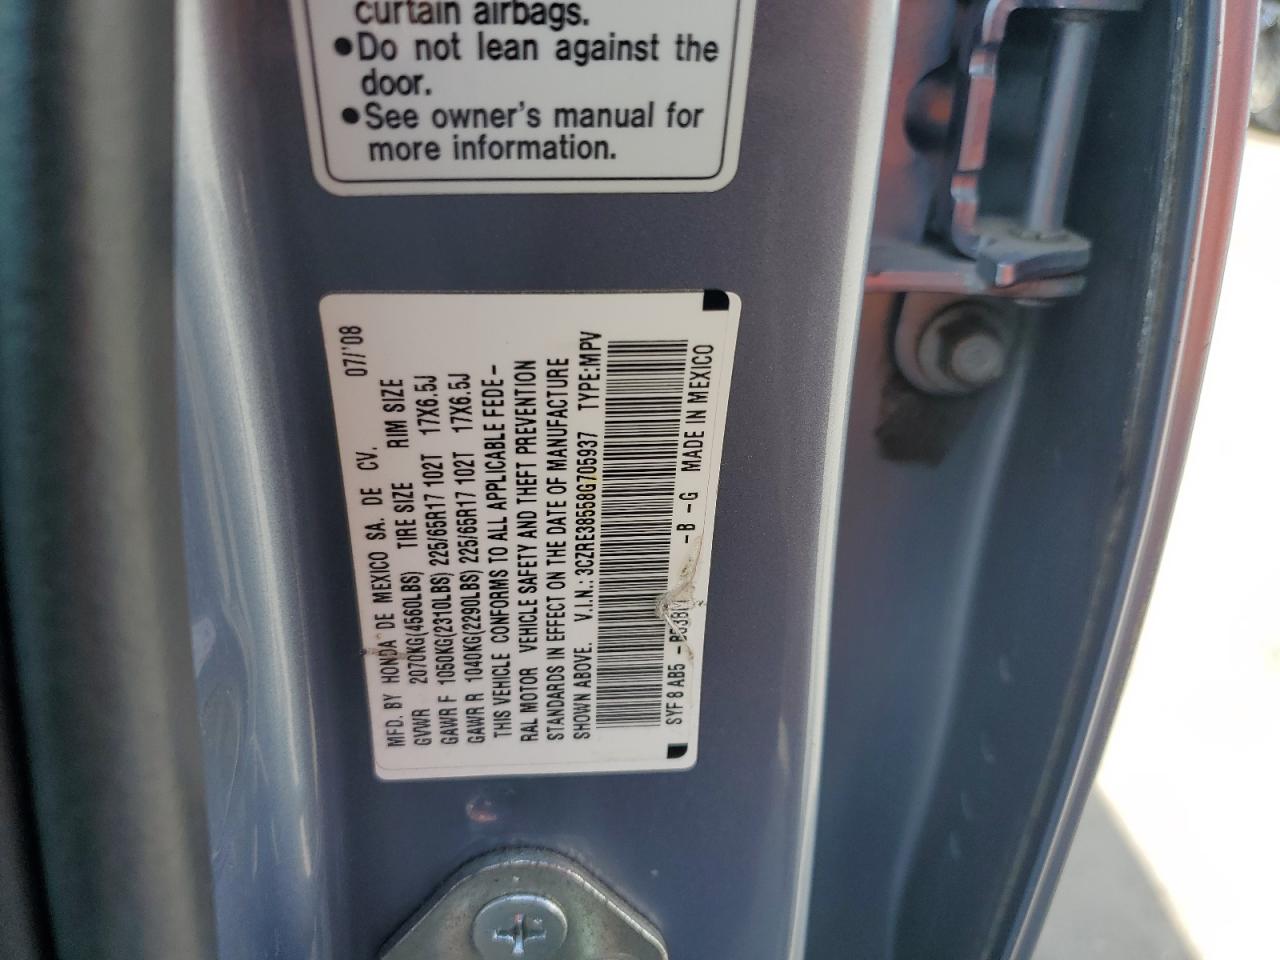 curtain airbags.
●Do not lean against the
door.
●See owner's manual for
more information.
MFD. BY HONDA DE MEXICO SA. DE CV. 07/'08
GVWR 2070KG(4560LBS) TIRE SIZE RIM SIZE
GAWR F 1050KG(2310LBS) 225/65R17 102T 17X6.5J
GAWR R 1040KG(2290LBS) 225/65R17 102T 17X6.5J
THIS VEHICLE CONFORMS TO ALL APPLICABLE FEDE-
RAL MOTOR VEHICLE SAFETY AND THEFT PREVENTION
STANDARDS IN EFFECT ON THE DATE OF MANUFACTURE
SHOWN ABOVE. V.I.N.: 3CZRE38558G705937 TYPE:MPV
SYF 8 AB5 -B -G MADE IN MEXICO